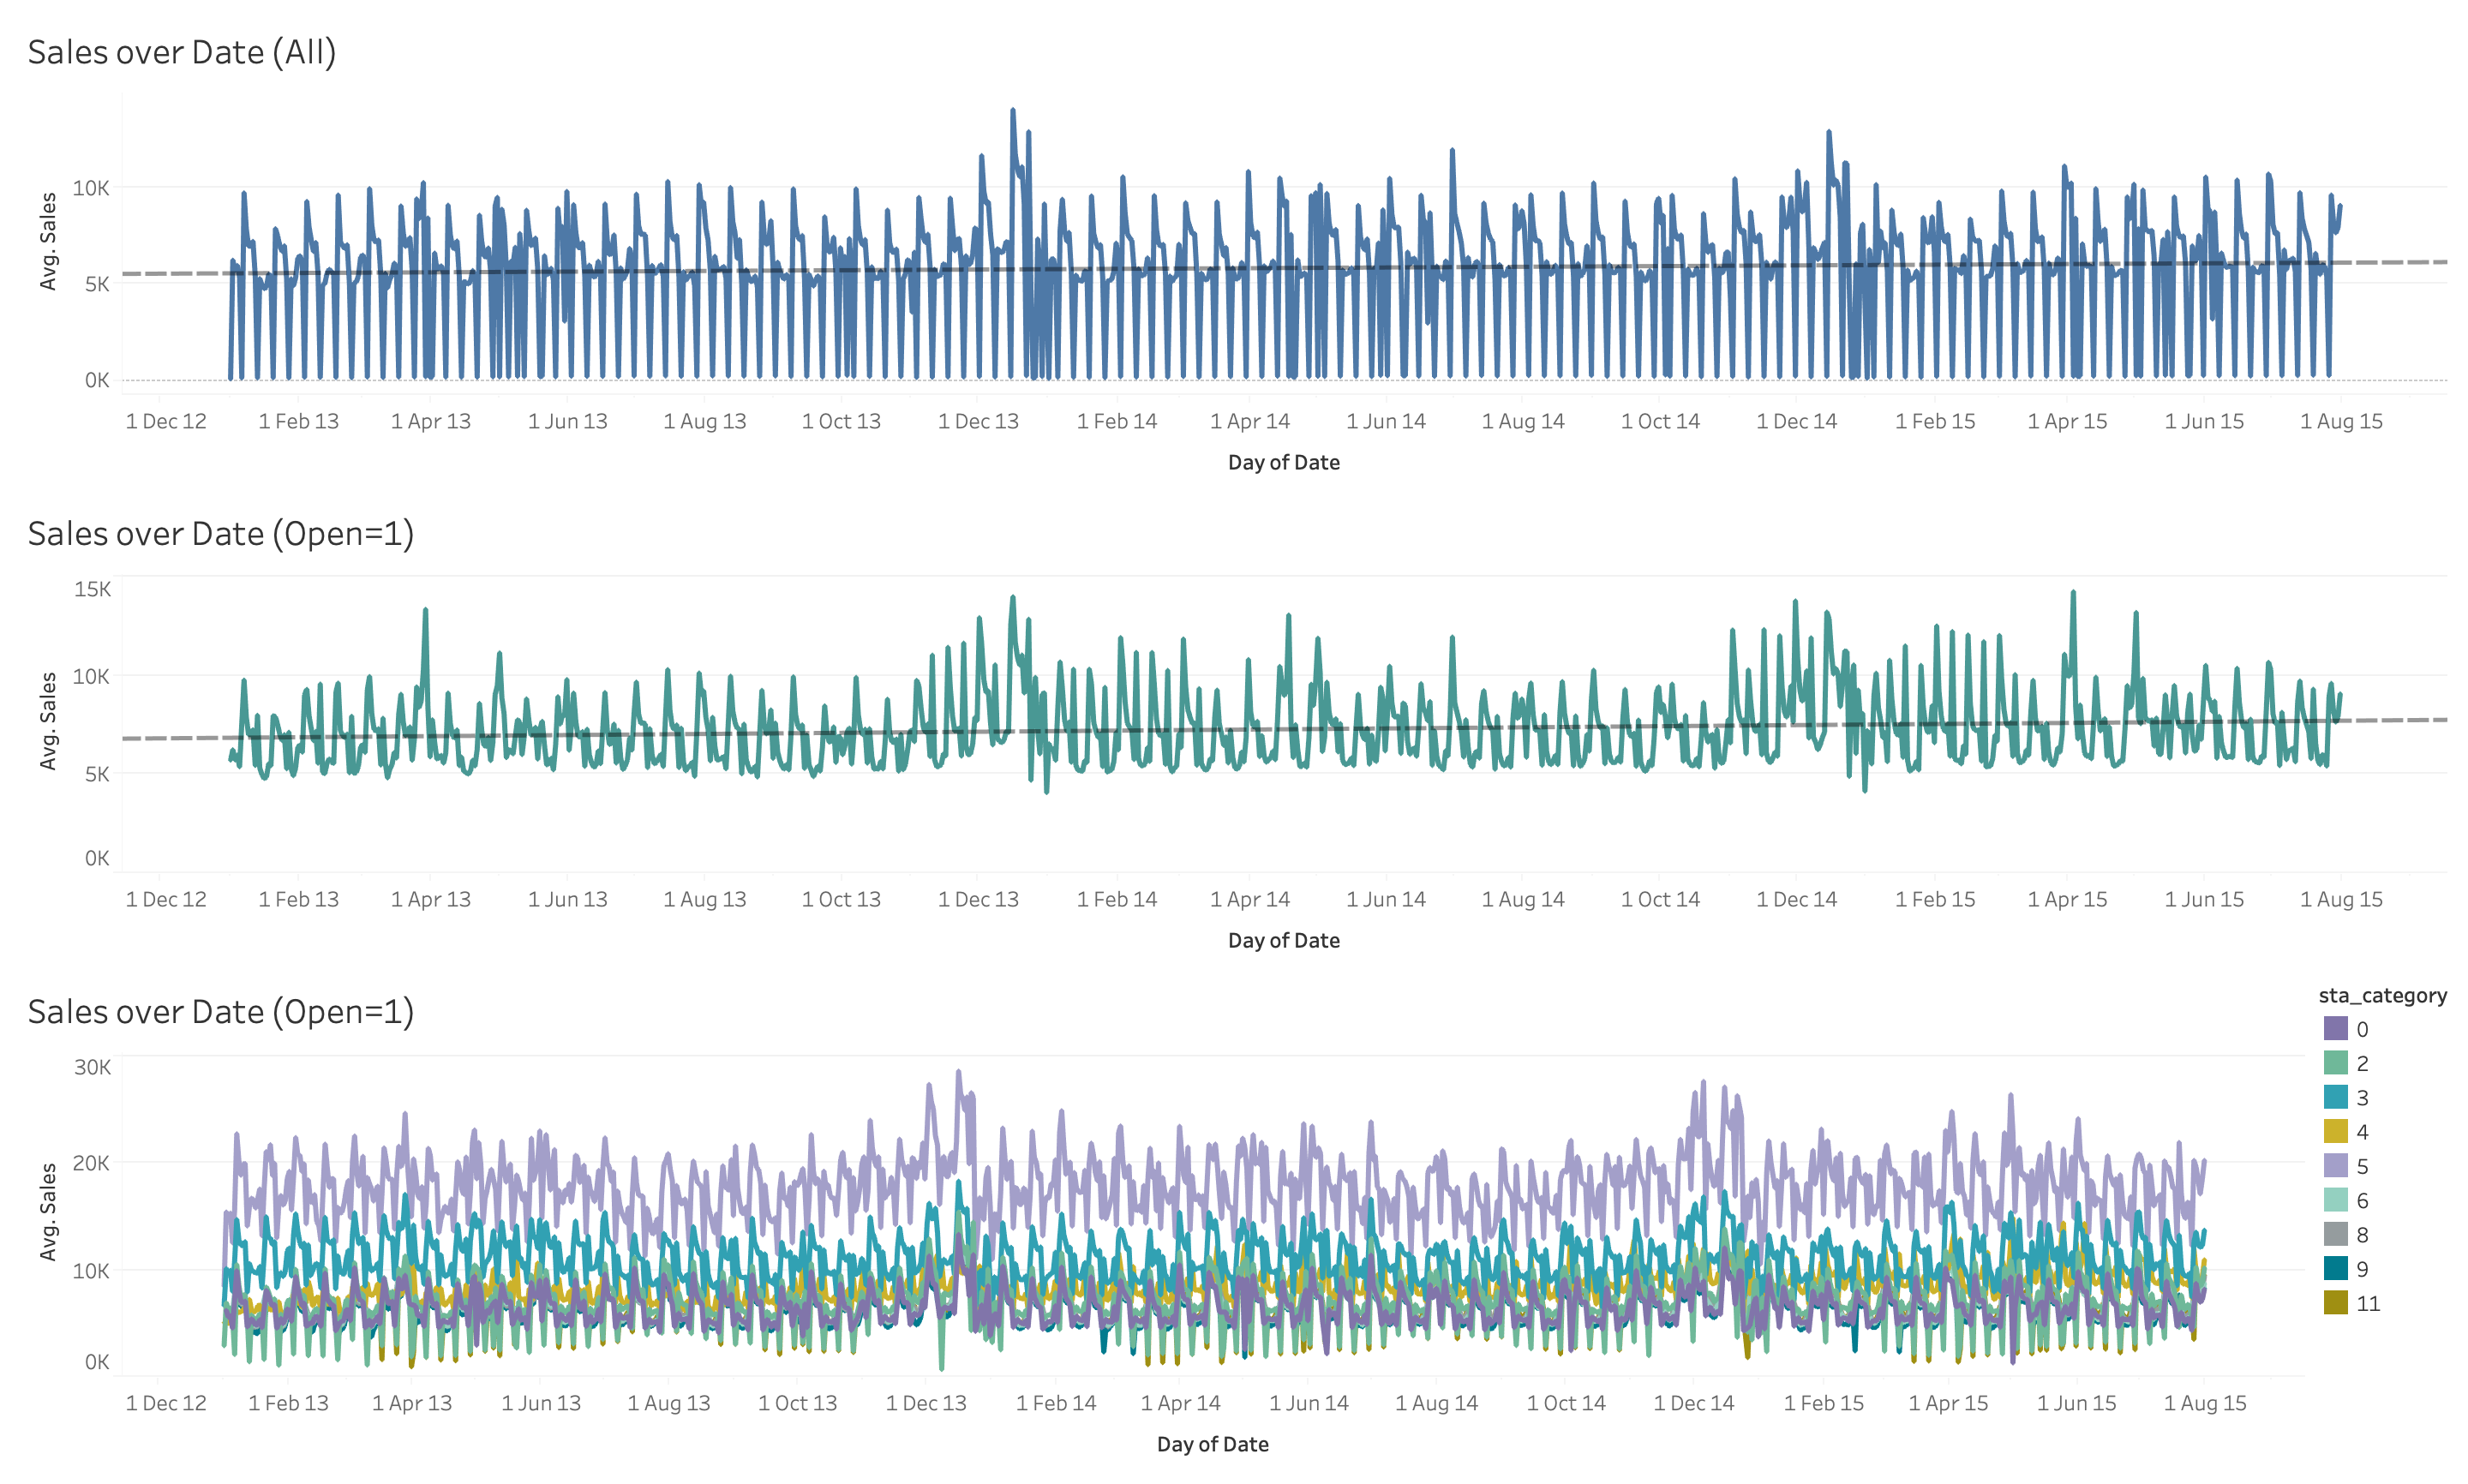 Sales over Date (All)
Avg. Sales
10K
5K
0K
1 Dec 12 1 Feb 13 1 Apr 13 1 Jun 13 1 Aug 13 1 Oct 13 1 Dec 13 1 Feb 14 1 Apr 14 1 Jun 14 1 Aug 14 1 Oct 14 1 Dec 14 1 Feb 15 1 Apr 15 1 Jun 15 1 Aug 15
Day of Date
Sales over Date (Open=1)
Avg. Sales
15K
10K
5K
0K
1 Dec 12 1 Feb 13 1 Apr 13 1 Jun 13 1 Aug 13 1 Oct 13 1 Dec 13 1 Feb 14 1 Apr 14 1 Jun 14 1 Aug 14 1 Oct 14 1 Dec 14 1 Feb 15 1 Apr 15 1 Jun 15 1 Aug 15
Day of Date
Sales over Date (Open=1)
Avg. Sales
30K
20K
10K
0K
1 Dec 12 1 Feb 13 1 Apr 13 1 Jun 13 1 Aug 13 1 Oct 13 1 Dec 13 1 Feb 14 1 Apr 14 1 Jun 14 1 Aug 14 1 Oct 14 1 Dec 14 1 Feb 15 1 Apr 15 1 Jun 15 1 Aug 15
Day of Date
sta_category
0
2
3
4
5
6
8
9
11